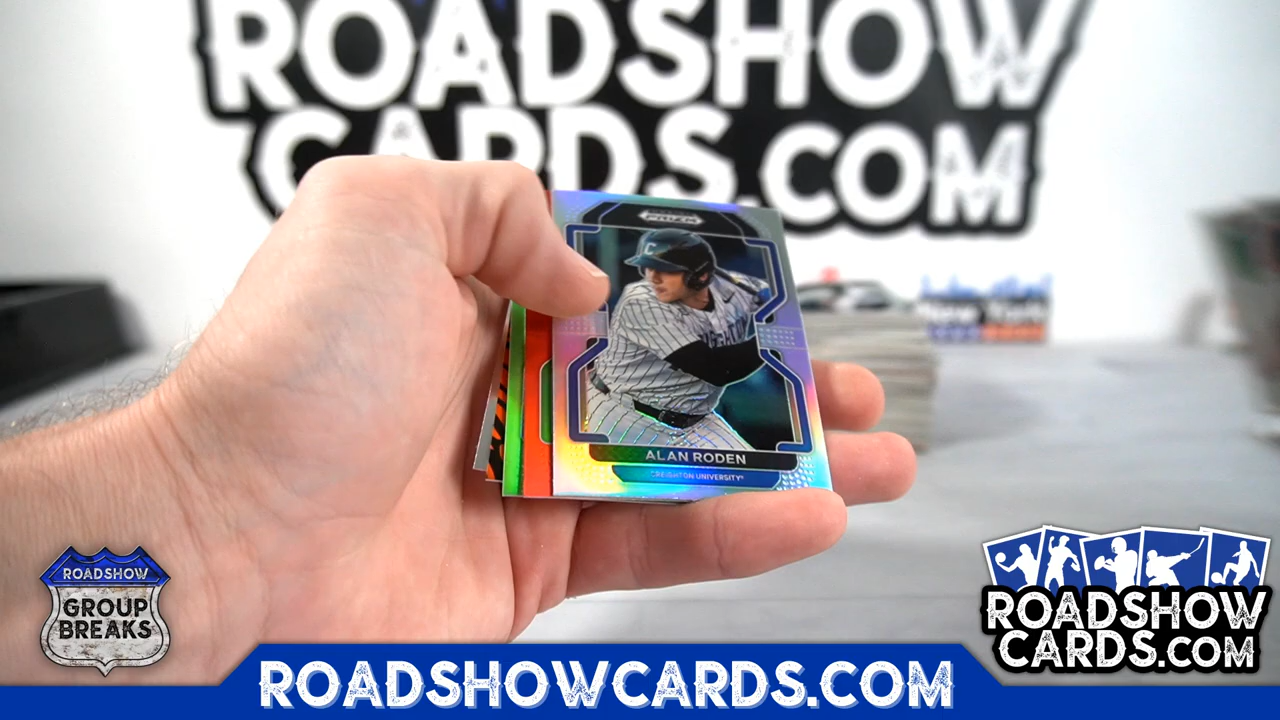 ROADSHOW
CARDS.COM
PRIZM
C
ALAN RODEN
CREIGHTON UNIVERSITY
ROADSHOW
GROUP
BREAKS
ROADSHOW
CARDS.COM
ROADSHOWCARDS.COM